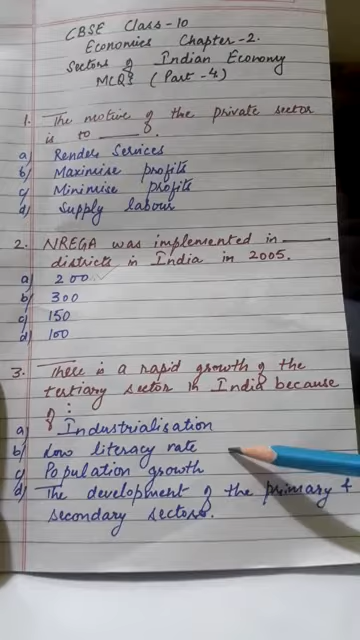 CBSE Class-10
Economics Chapter-2.
Sectors of Indian Economy
MCQs (Part-4)
1. The motive of the private sector
is to ____.
a) Render Services
b) Maximise profits
c) Minimise profits
d) Supply labour
2. NREGA was implemented in ____
districts in India in 2005.
a) 200
b) 300
c) 150
d) 100
3. There is a rapid growth of the
tertiary sector in India because
of :
a) Industrialisation
b) Low literacy rate
c) Population growth
d) The development of the primary &
secondary sectors.